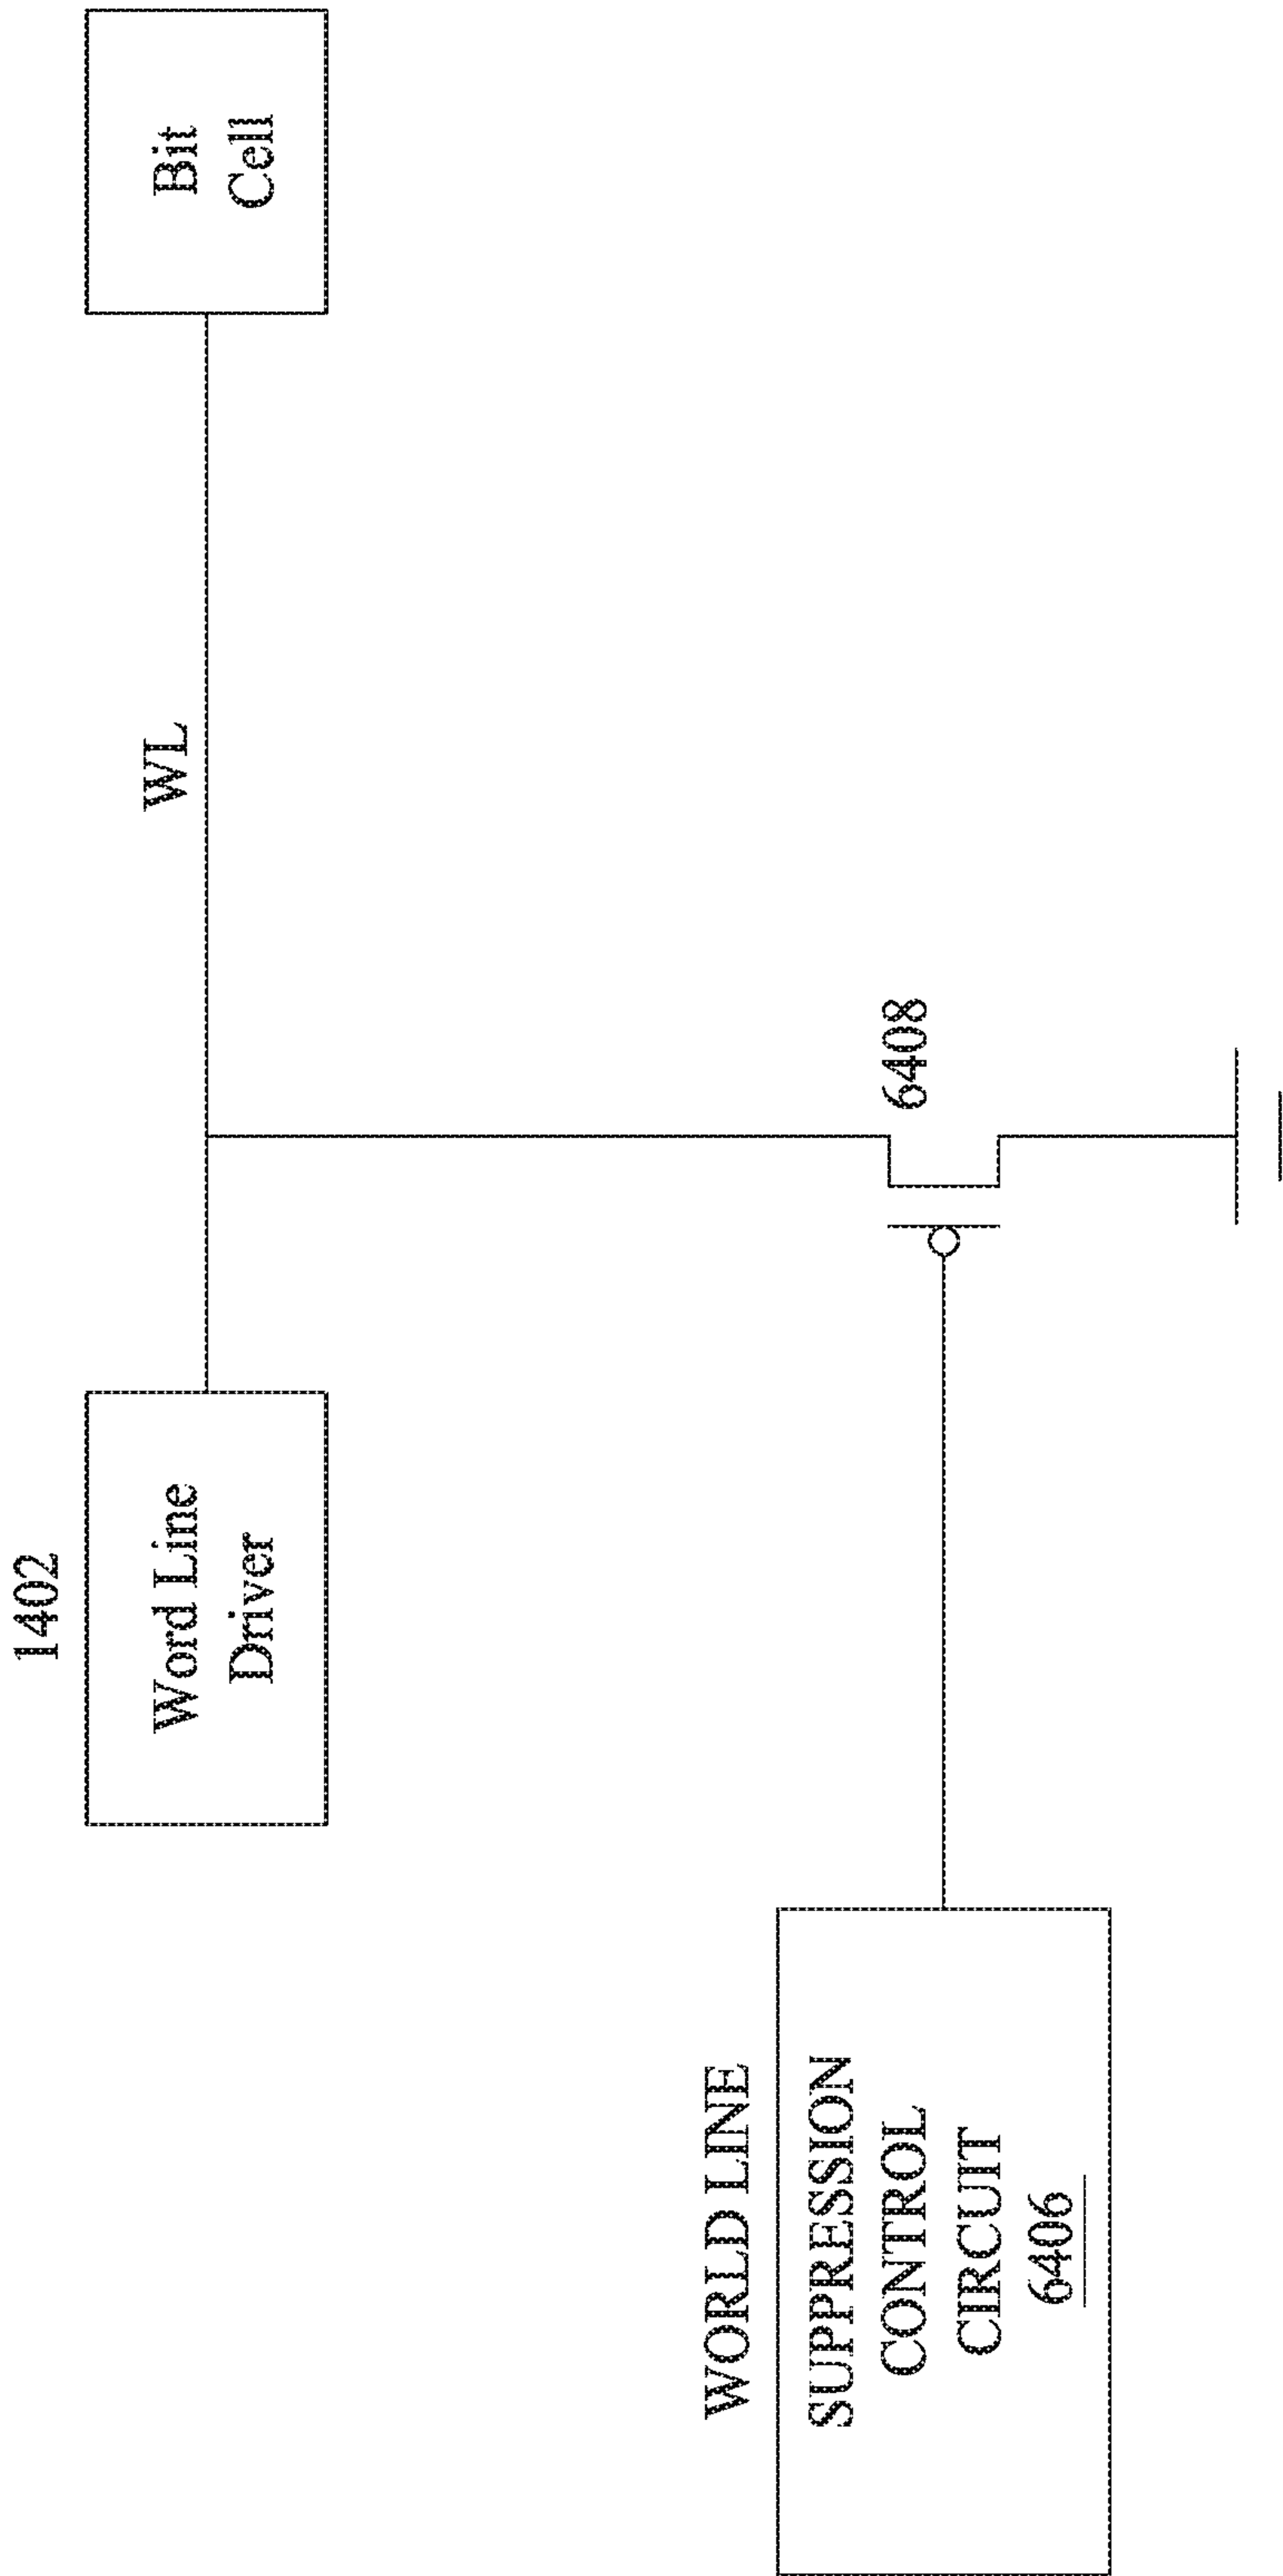 1402
Word Line
Driver
WL
Bit
Cell
6408
WORLD LINE
SUPPRESSION
CONTROL
CIRCUIT
6406